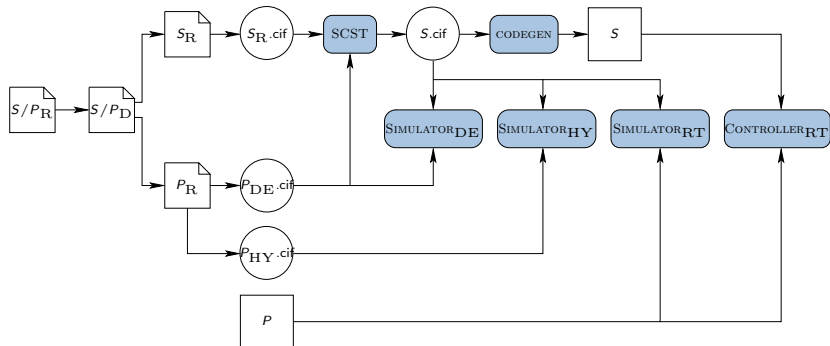 S_R
S_R.cif
SCST
S.cif
CODEGEN
S
S/P_R
S/P_D
SIMULATOR_DE
SIMULATOR_HY
SIMULATOR_RT
CONTROLLER_RT
P_R
P_DE.cif
P_HY.cif
P